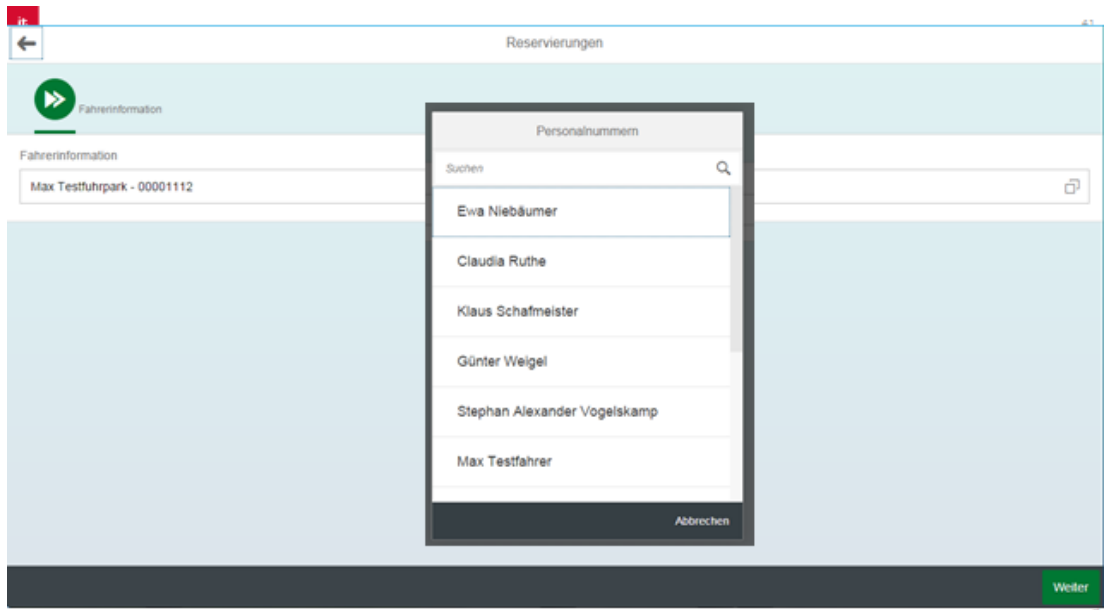 it.
Reservierungen
Fahrerinformation
Fahrerinformation
Max Testfuhrpark - 00001112
Personalnummern
Suchen
Ewa Niebäumer
Claudia Ruthe
Klaus Schafmeister
Günter Weigel
Stephan Alexander Vogelskamp
Max Testfahrer
Abbrechen
Weiter